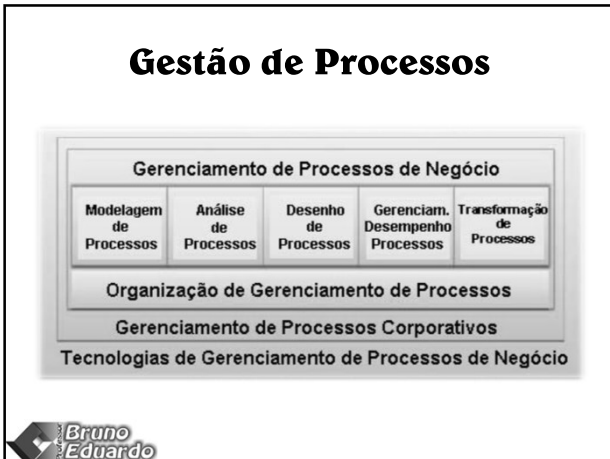 Gestão de Processos
Gerenciamento de Processos de Negócio
Modelagem de Processos
Análise de Processos
Desenho de Processos
Gerenciam. Desempenho Processos
Transformação de Processos
Organização de Gerenciamento de Processos
Gerenciamento de Processos Corporativos
Tecnologias de Gerenciamento de Processos de Negócio
Professor
Bruno
Eduardo